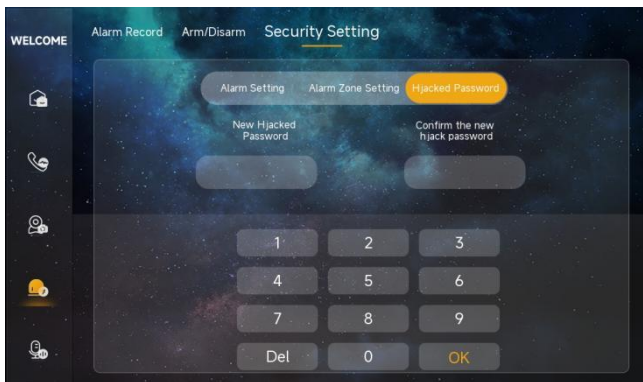 WELCOME
Alarm Record Arm/Disarm Security Setting
Alarm Setting Alarm Zone Setting Hjacked Password
New Hjacked
Password
Confirm the new
hjack password
1 2 3
4 5 6
7 8 9
Del 0 OK